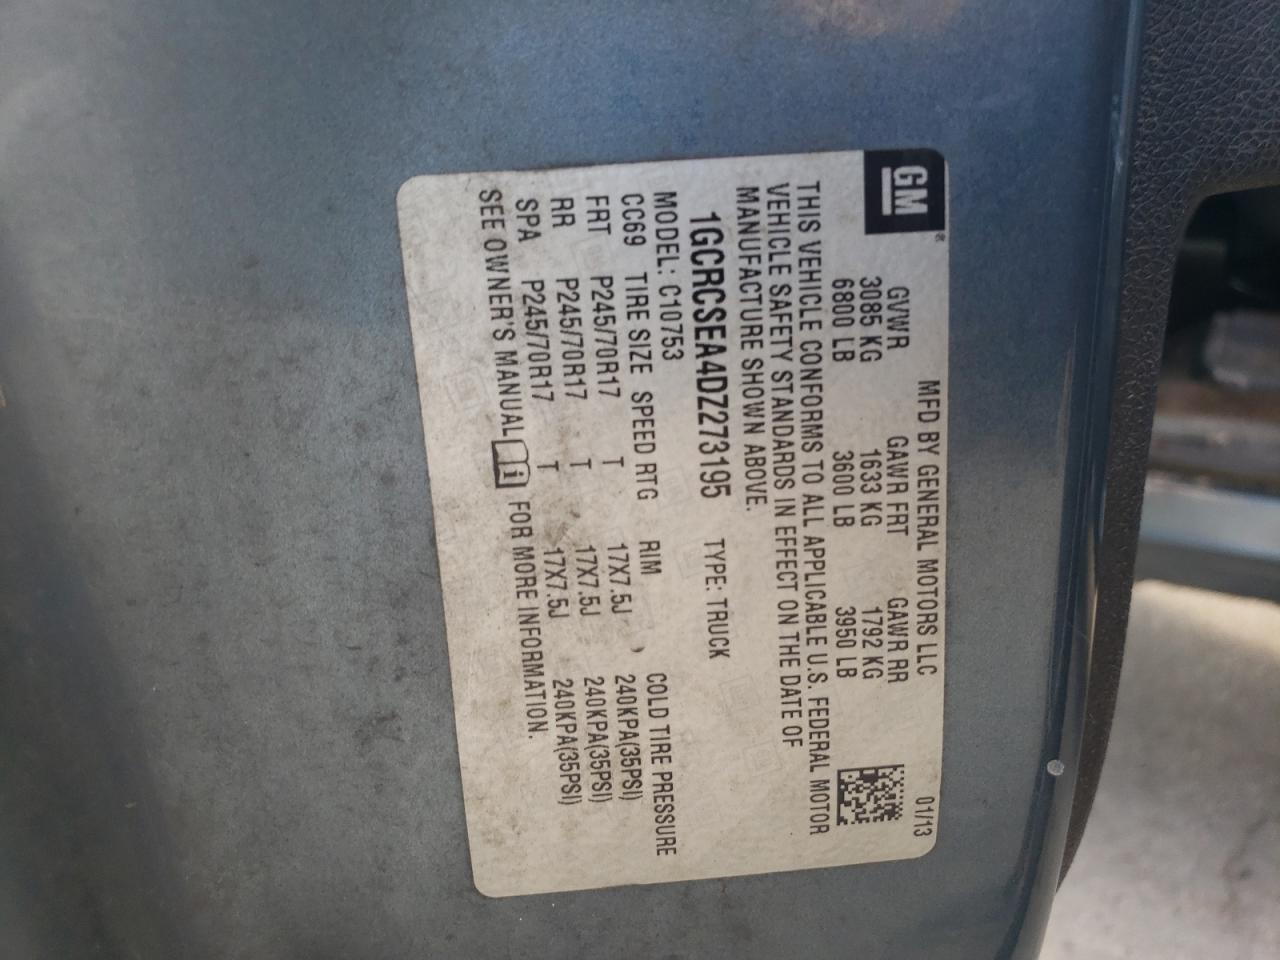 GM®
MFD BY GENERAL MOTORS LLC 01/13
GVWR GAWR FRT GAWR RR
3085 KG 1633 KG 1792 KG
6800 LB 3600 LB 3950 LB
THIS VEHICLE CONFORMS TO ALL APPLICABLE U.S. FEDERAL MOTOR
VEHICLE SAFETY STANDARDS IN EFFECT ON THE DATE OF
MANUFACTURE SHOWN ABOVE.
1GCRCSEA4DZ273195 TYPE: TRUCK
MODEL: C10753
CC69 TIRE SIZE SPEED RTG RIM COLD TIRE PRESSURE
FRT P245/70R17 T 17X7.5J 240KPA(35PSI)
RR P245/70R17 T 17X7.5J 240KPA(35PSI)
SPA P245/70R17 T 17X7.5J 240KPA(35PSI)
SEE OWNER'S MANUAL i FOR MORE INFORMATION.